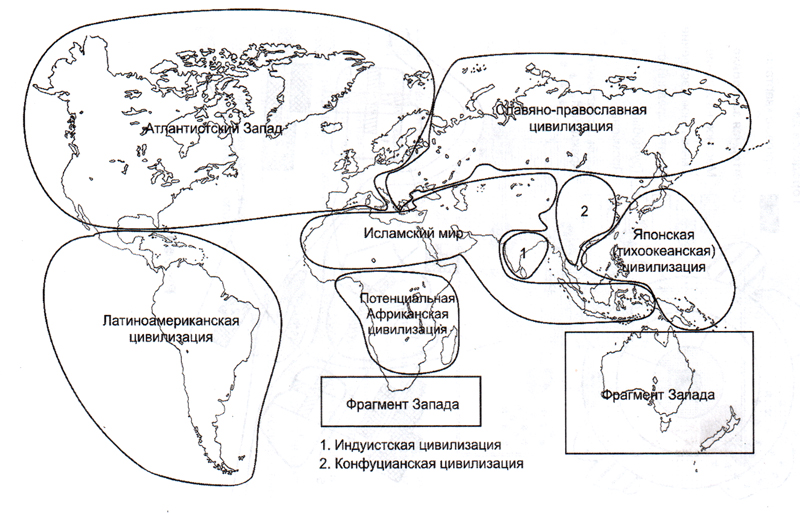 Атлантистский Запад
Славяно-православная
цивилизация
Исламский мир
2
1
Японская
(тихоокеанская)
цивилизация
Латиноамериканская
цивилизация
Потенциальная
Африканская
цивилизация
Фрагмент Запада
Фрагмент Запада
1. Индуистская цивилизация
2. Конфуцианская цивилизация